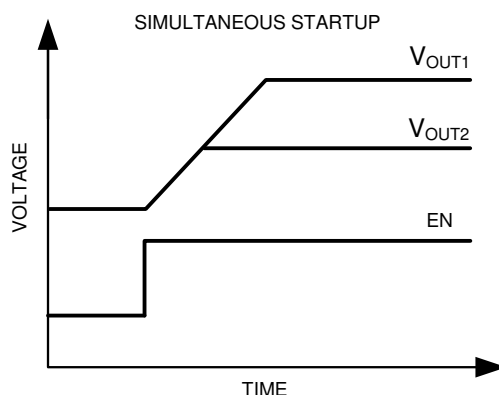 SIMULTANEOUS STARTUP
VOUT1
VOUT2
EN
VOLTAGE
TIME